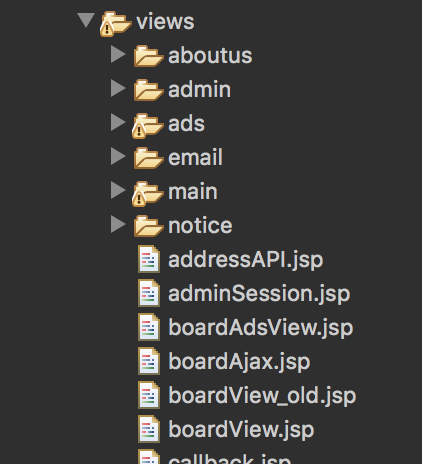 views
aboutus
admin
ads
email
main
notice
addressAPI.jsp
adminSession.jsp
boardAdsView.jsp
boardAjax.jsp
boardView_old.jsp
boardView.jsp
callback.jsp